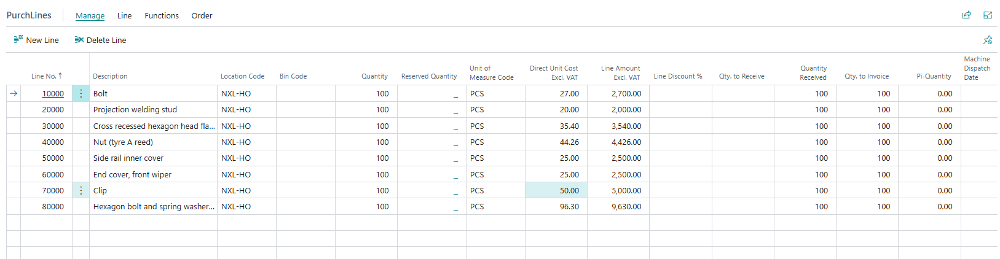 PurchLines Manage Line Functions Order
New Line Delete Line
Line No. ↑ Description Location Code Bin Code Quantity Reserved Quantity Unit of Measure Code Direct Unit Cost Excl. VAT Line Amount Excl. VAT Line Discount % Qty. to Receive Quantity Received Qty. to Invoice Pi-Quantity Machine Dispatch Date
10000 Bolt NXL-HO 100 _ PCS 27.00 2,700.00 100 100 0.00
20000 Projection welding stud NXL-HO 100 _ PCS 20.00 2,000.00 100 100 0.00
30000 Cross recessed hexagon head fla... NXL-HO 100 _ PCS 35.40 3,540.00 100 100 0.00
40000 Nut (tyre A reed) NXL-HO 100 _ PCS 44.26 4,426.00 100 100 0.00
50000 Side rail inner cover NXL-HO 100 _ PCS 25.00 2,500.00 100 100 0.00
60000 End cover, front wiper NXL-HO 100 _ PCS 25.00 2,500.00 100 100 0.00
70000 Clip NXL-HO 100 _ PCS 50.00 5,000.00 100 100 0.00
80000 Hexagon bolt and spring washer... NXL-HO 100 _ PCS 96.30 9,630.00 100 100 0.00